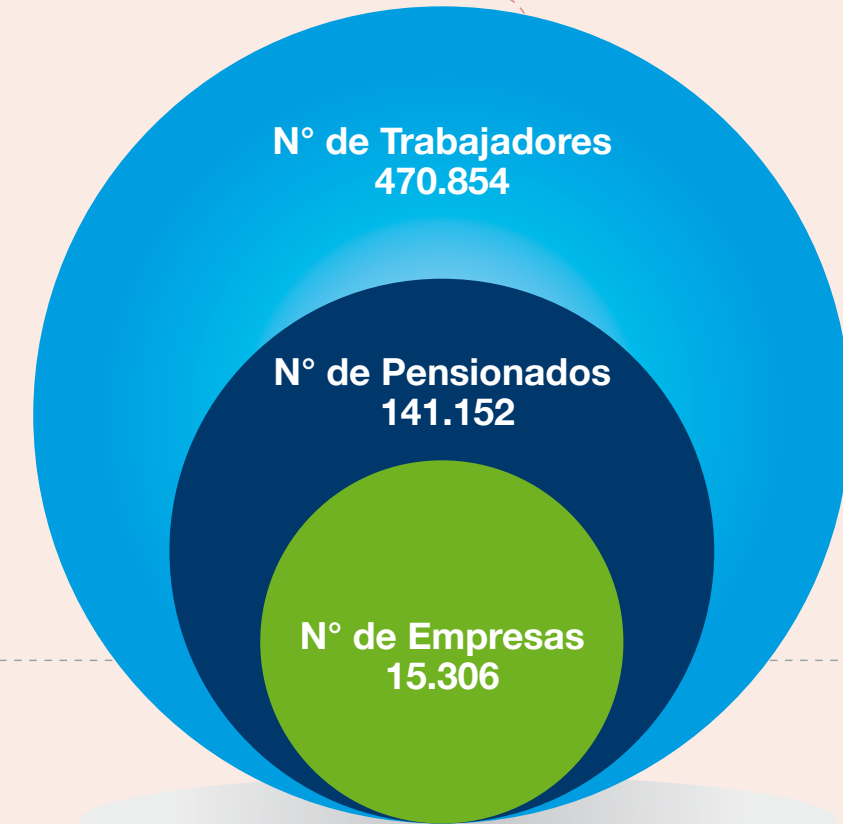 N° de Trabajadores
470.854
N° de Pensionados
141.152
N° de Empresas
15.306